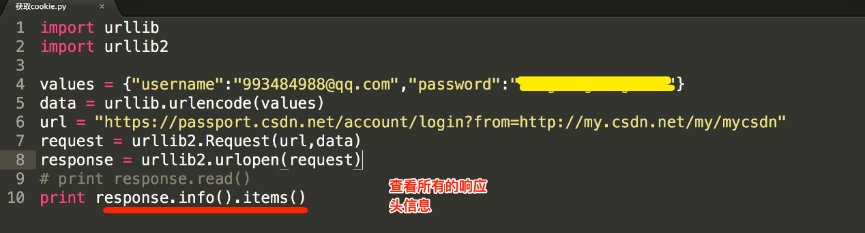 获取cookie.py ×
1 import urllib
2 import urllib2
3
4 values = {"username":"993484988@qq.com","password":" "}
5 data = urllib.urlencode(values)
6 url = "https://passport.csdn.net/account/login?from=http://my.csdn.net/my/mycsdn"
7 request = urllib2.Request(url,data)
8 response = urllib2.urlopen(request)
9 # print response.read()
10 print response.info().items()
查看所有的响应
头信息